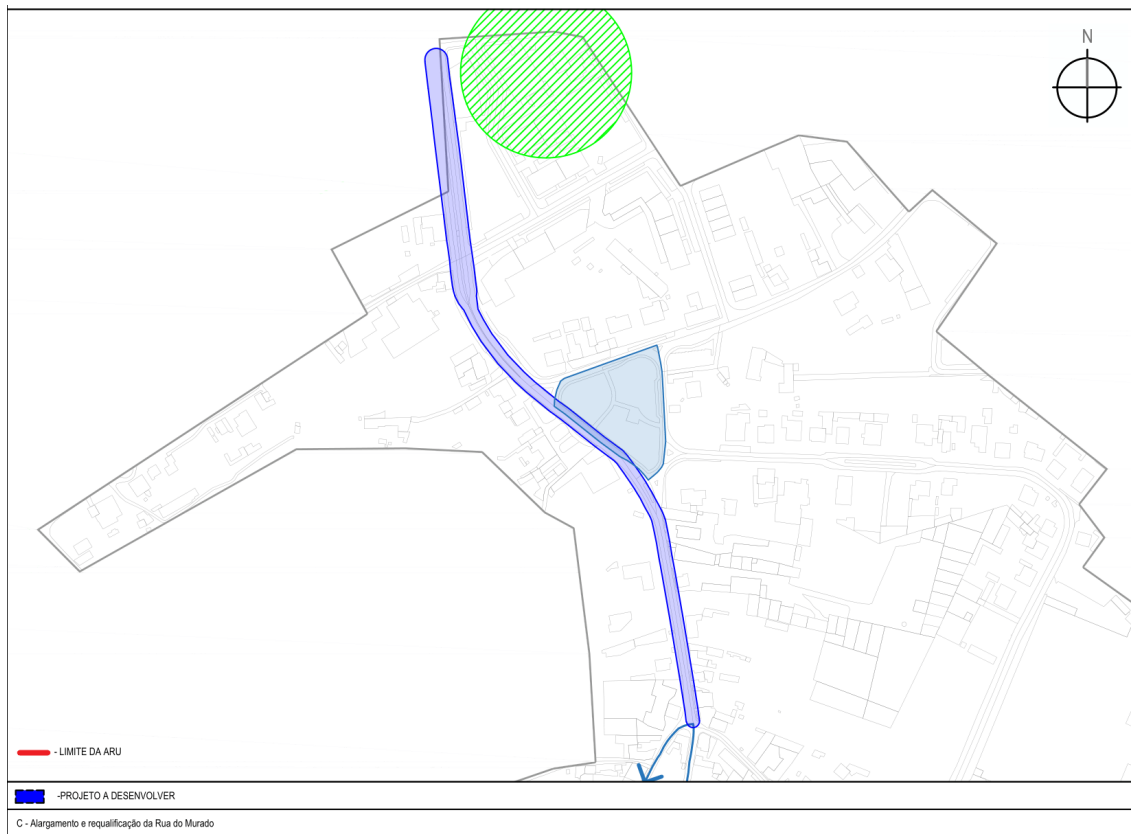 N
- LIMITE DA ARU
-PROJETO A DESENVOLVER
C - Alargamento e requalificação da Rua do Murado